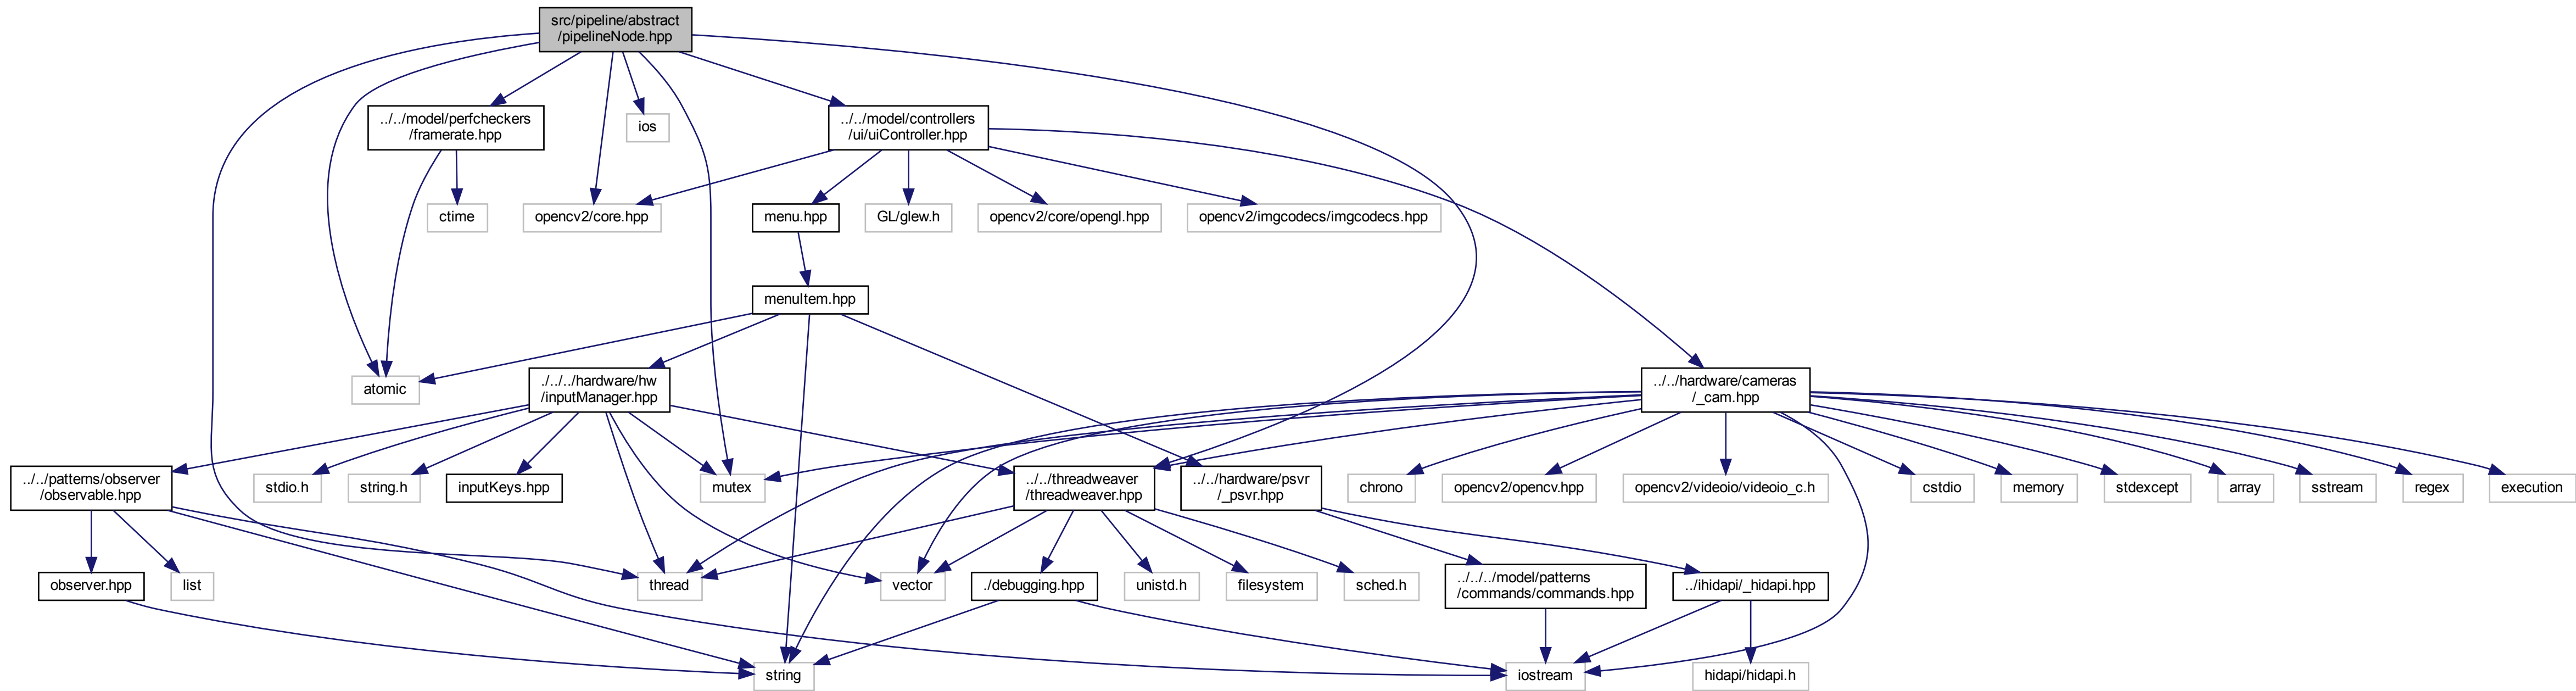 src/pipeline/abstract
/pipelineNode.hpp
../../model/perfcheckers
/framerate.hpp
ios
../../model/controllers
/ui/uiController.hpp
ctime
opencv2/core.hpp
menu.hpp
GL/glew.h
opencv2/core/opengl.hpp
opencv2/imgcodecs/imgcodecs.hpp
menuItem.hpp
atomic
./../../hardware/hw
/inputManager.hpp
../../hardware/cameras
/_cam.hpp
../../patterns/observer
/observable.hpp
stdio.h
string.h
inputKeys.hpp
mutex
../../threadweaver
/threadweaver.hpp
../../hardware/psvr
/_psvr.hpp
chrono
opencv2/opencv.hpp
opencv2/videoio/videoio_c.h
cstdio
memory
stdexcept
array
sstream
regex
execution
observer.hpp
list
thread
vector
./debugging.hpp
unistd.h
filesystem
sched.h
../../../model/patterns
/commands/commands.hpp
../ihidapi/_hidapi.hpp
string
iostream
hidapi/hidapi.h